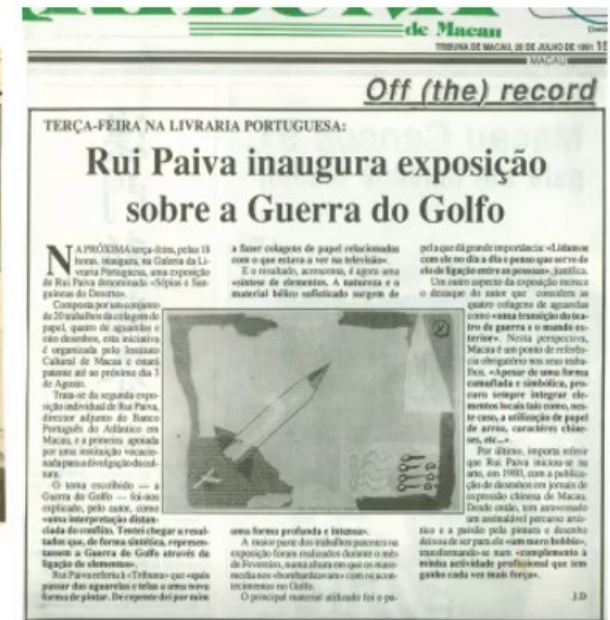 de Macau
TRIBUNA DE MACAU, 28 DE JULHO DE 1991
MACAU
Off (the) record
TERÇA-FEIRA NA LIVRARIA PORTUGUESA:
Rui Paiva inaugura exposição
sobre a Guerra do Golfo
NA PRÓXIMA terça-feira, pelas 18
horas, inaugura, na Galeria da Li-
vraria Portuguesa, uma exposição
de Rui Paiva denominada «Sépias e San-
guíneas do Deserto».
Composta por um conjunto
de 20 trabalhos de colagem de
papel, quatro de aguarelas e
oito desenhos, esta iniciativa
é organizada pelo Instituto
Cultural de Macau e estará
patente até ao próximo dia 3
de Agosto.
Trata-se da segunda expo-
sição individual de Rui Paiva,
director adjunto do Banco
Português do Atlântico em
Macau, e a primeira apoiada
por uma instituição vocacio-
nada para a divulgação da cul-
tura.
O tema escolhido — a
Guerra do Golfo — foi-nos
explicado, pelo autor, como
«uma interpretação distan-
ciada do conflito. Tentei chegar a resul-
tados que, de forma sintética, represen-
tassem a Guerra do Golfo através da
ligação de elementos».
Rui Paiva referiu à «Tribuna» que «quis
passar das aguarelas e telas a uma nova
forma de pintar. De repente dei por mim
a fazer colagens de papel relacionados
com o que estava a ver na televisão».
E o resultado, acrescenta, é agora uma
«síntese de elementos. A natureza e o
material bélico sofisticado surgem de
uma forma profunda e intensa».
A maior parte dos trabalhos patentes na
exposição foram realizados durante o mês
de Fevereiro, numa altura em que os mass-
media nos «bombardeavam» com os acon-
tecimentos no Golfo.
O principal material utilizado foi o pa-
pel a que dá grande importância: «Lidamos
com ele no dia a dia e penso que serve de
elo de ligação entre as pessoas», justifica.
Um outro aspecto da exposição merece
o destaque do autor que considera as
quatro colagens de aguarelas
como «uma transição do tea-
tro de guerra e o mundo ex-
terior». Nesta perspectiva,
Macau é um ponto de referên-
cia obrigatório nos seus traba-
lhos. «Apesar de uma forma
camuflada e simbólica, pro-
curo sempre integrar ele-
mentos locais tais como, nes-
te caso, a utilização de papel
de arroz, caractéres chine-
ses, etc...».
Por último, importa referir
que Rui Paiva iniciou-se na
arte, em 1980, com a publica-
ção de desenhos em jornais de
expressão chinesa de Macau.
Desde então, tem atravessado
um assinalável percurso artís-
tico e a paixão pela pintura e desenho
deixou de ser para ele «um mero hobbie»,
transformando-se num «complemento à
minha actividade profissional que tem
ganho cada vez mais força».
J.D.